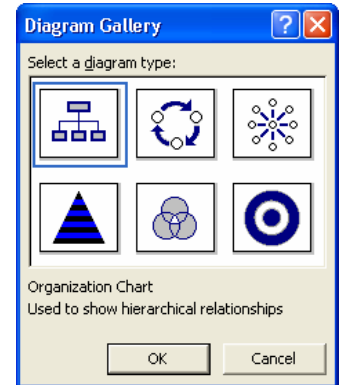 Diagram Gallery
Select a diagram type:
Organization Chart
Used to show hierarchical relationships
OK Cancel